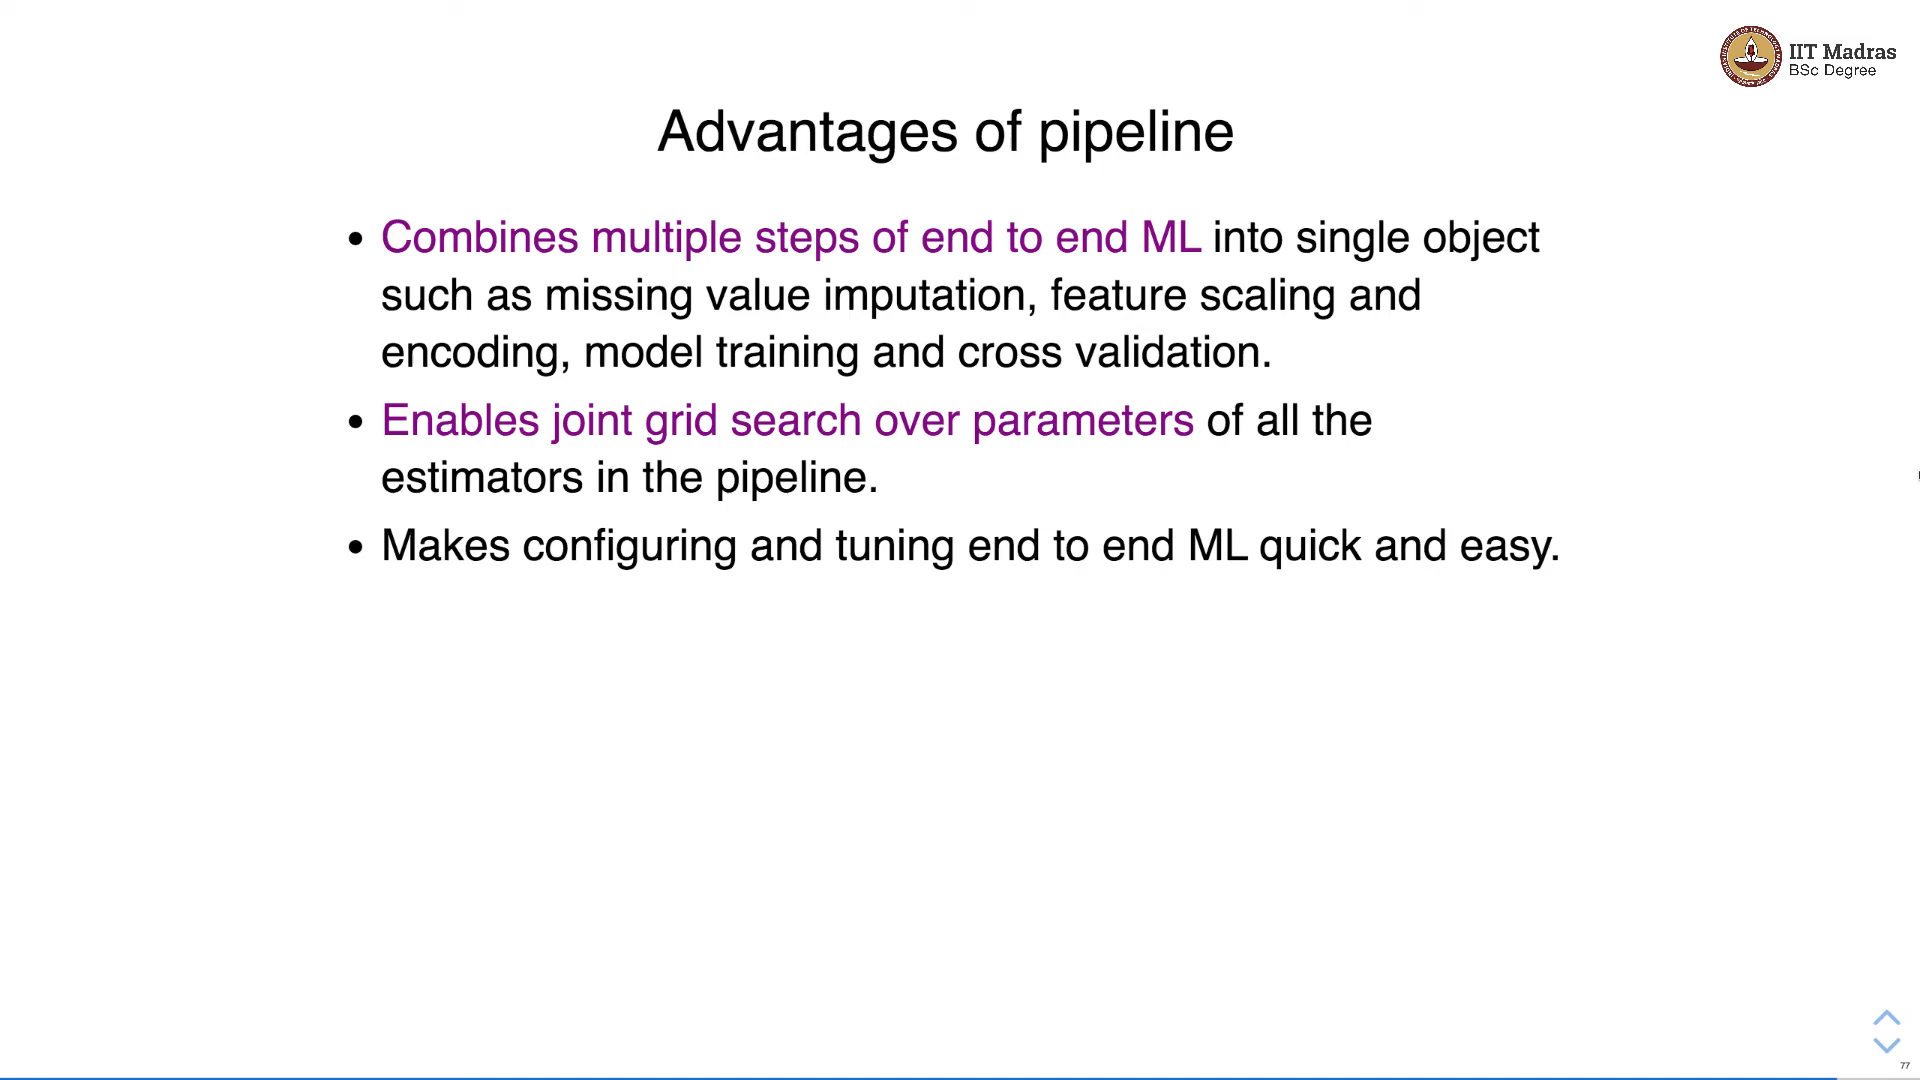 IIT Madras
BSc Degree
Advantages of pipeline
• Combines multiple steps of end to end ML into single object
such as missing value imputation, feature scaling and
encoding, model training and cross validation.
• Enables joint grid search over parameters of all the
estimators in the pipeline.
• Makes configuring and tuning end to end ML quick and easy.
77